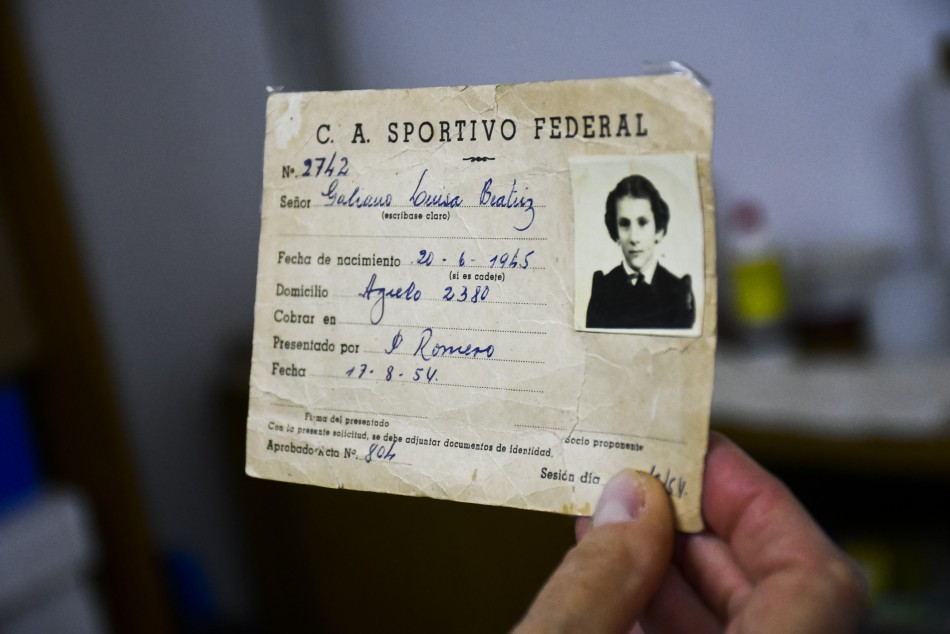 C. A. SPORTIVO FEDERAL
Nº. 2742
Señor Galiano Luisa Beatriz
(escríbase claro)
Fecha de nacimiento 20 - 6 - 1945
(si es cadete)
Domicilio Agrelo 2380
Cobrar en
Presentado por P Romero
Fecha 17 - 8 - 54.
Firma del presentado
Socio proponente
Con la presente solicitud, se debe adjuntar documentos de identidad.
Aprobado Acta Nº. 804
Sesión día